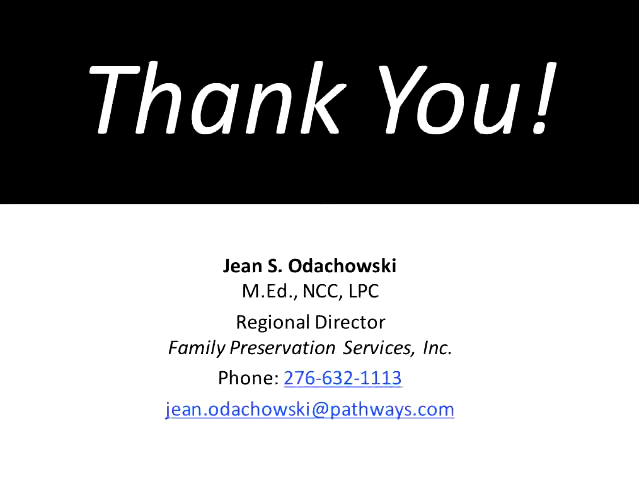 Thank You!
Jean S. Odachowski
M.Ed., NCC, LPC
Regional Director
Family Preservation Services, Inc.
Phone: 276-632-1113
jean.odachowski@pathways.com